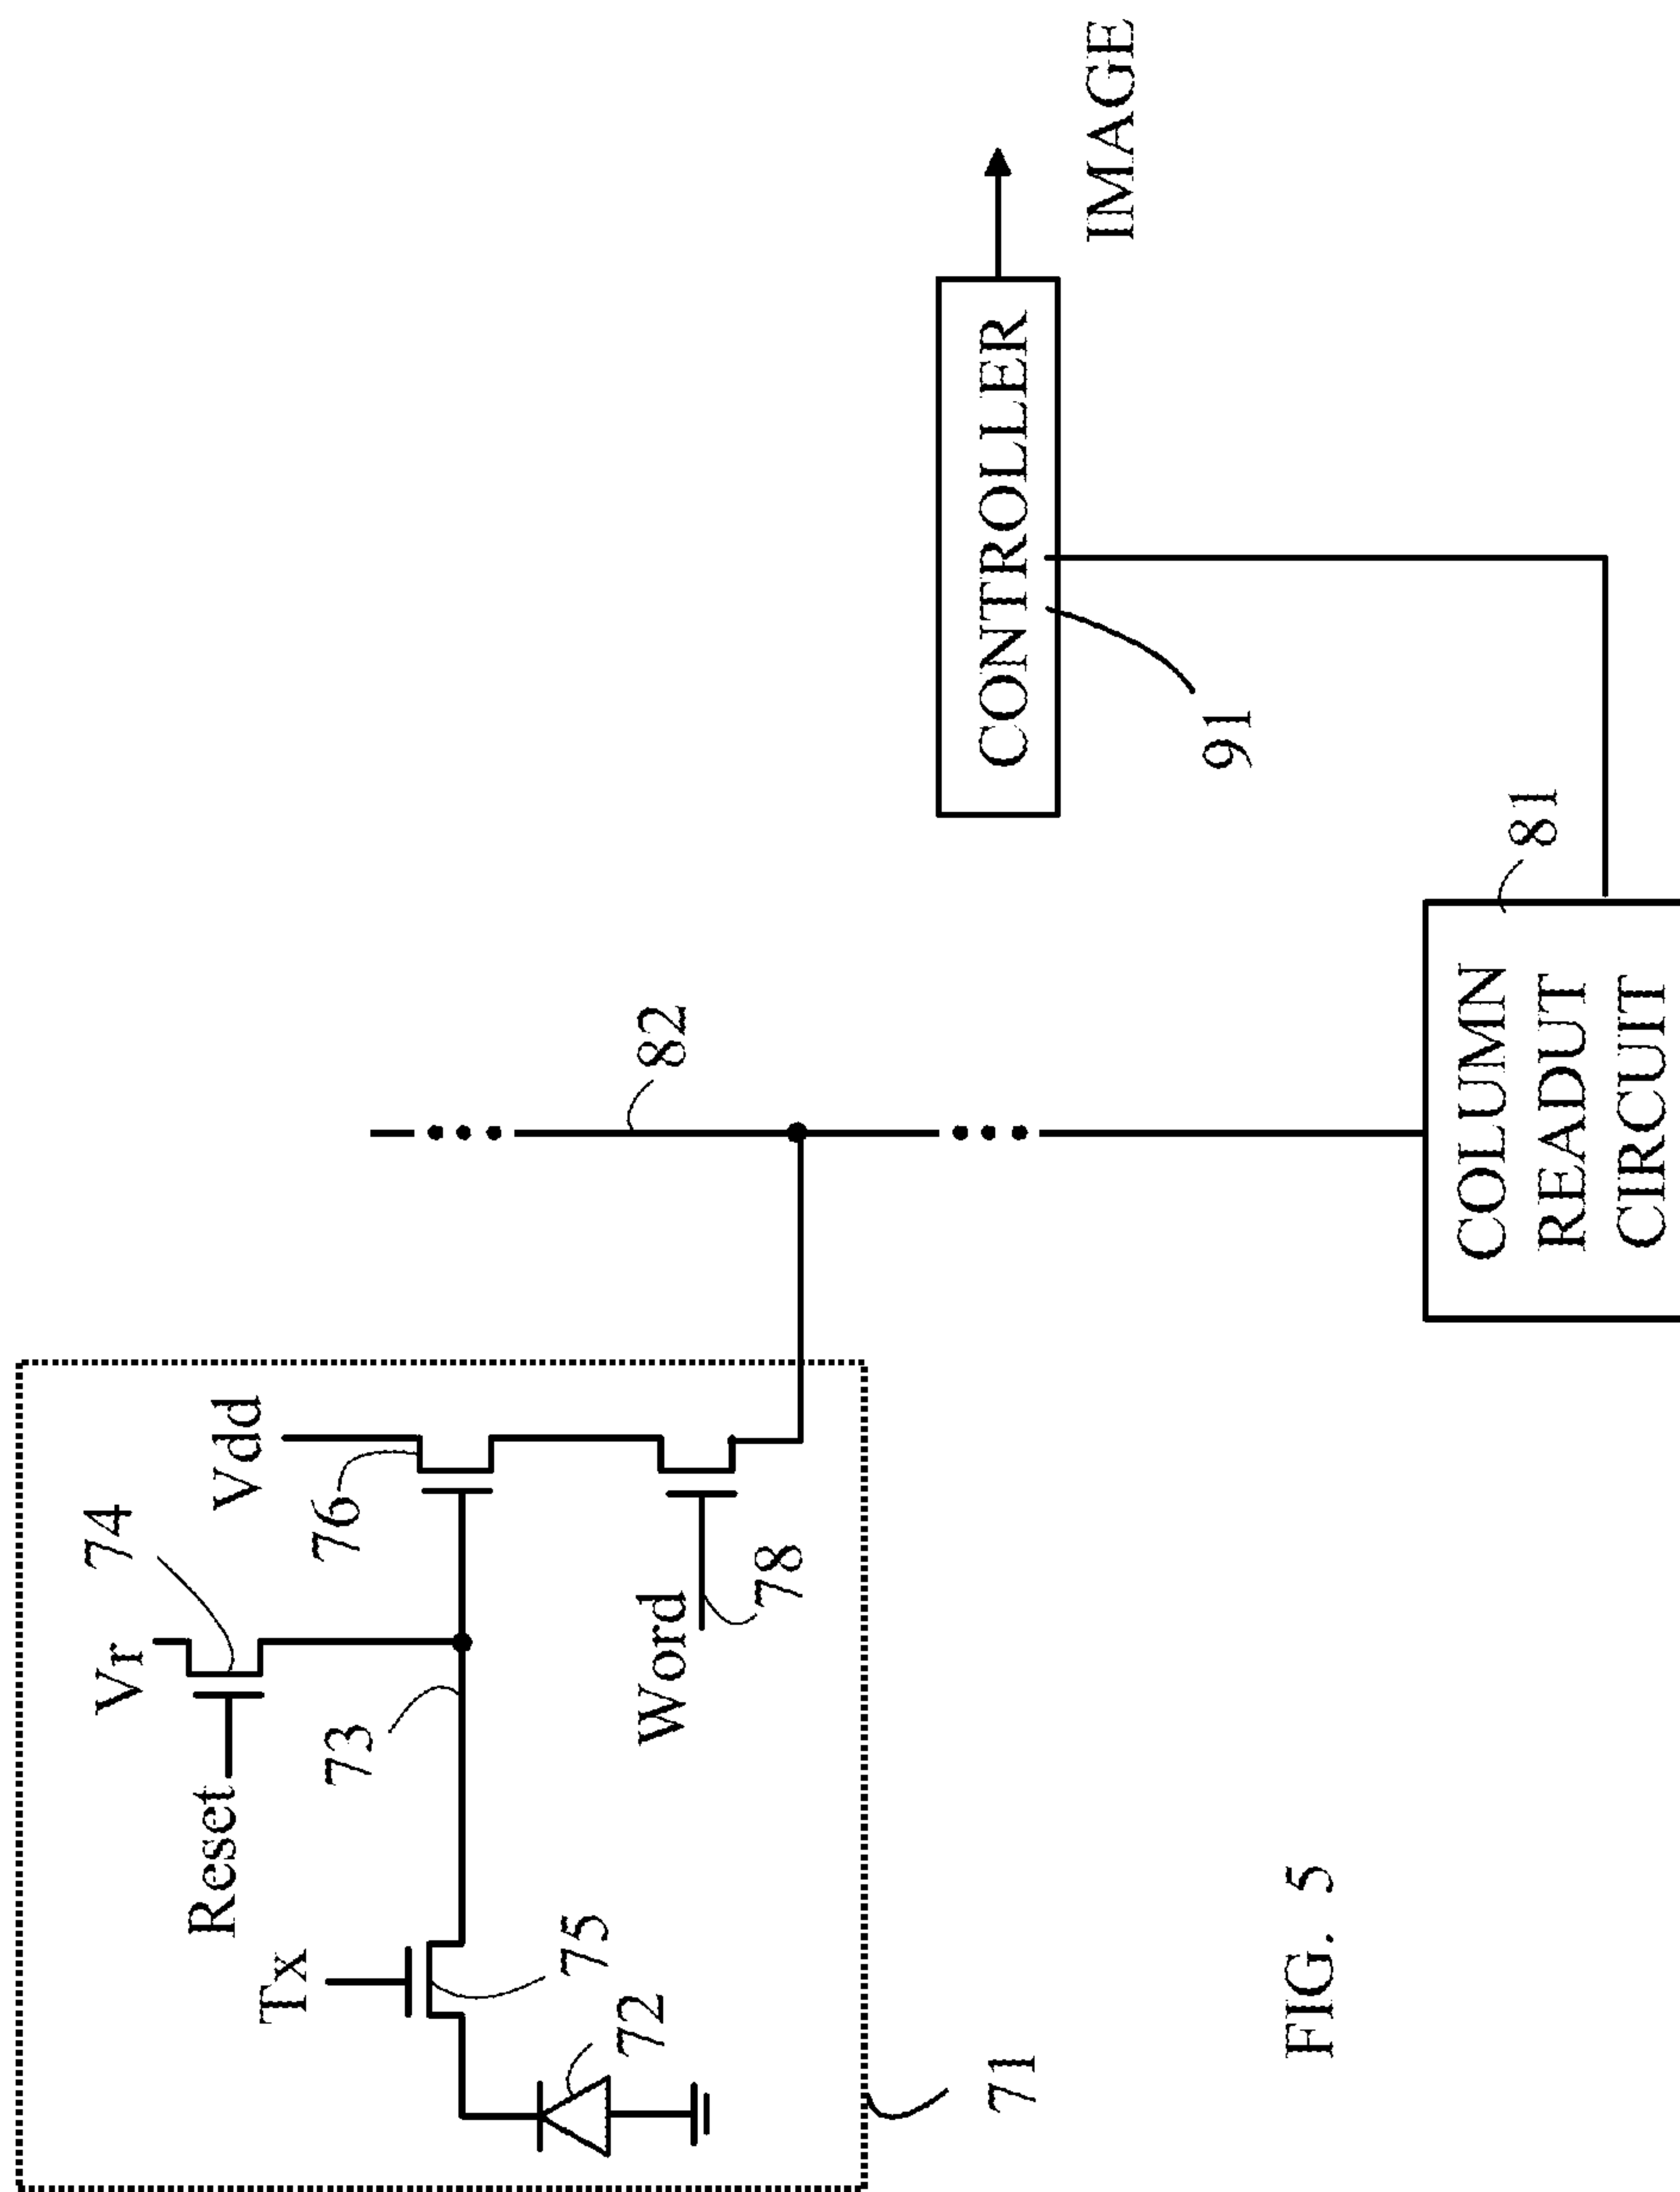 Vr
74
Vdd
Reset
76
Tx
73
75
72
Word
78
82
71
CONTROLLER
IMAGE
91
81
COLUMN
READUT
CIRCUIT
FIG. 5